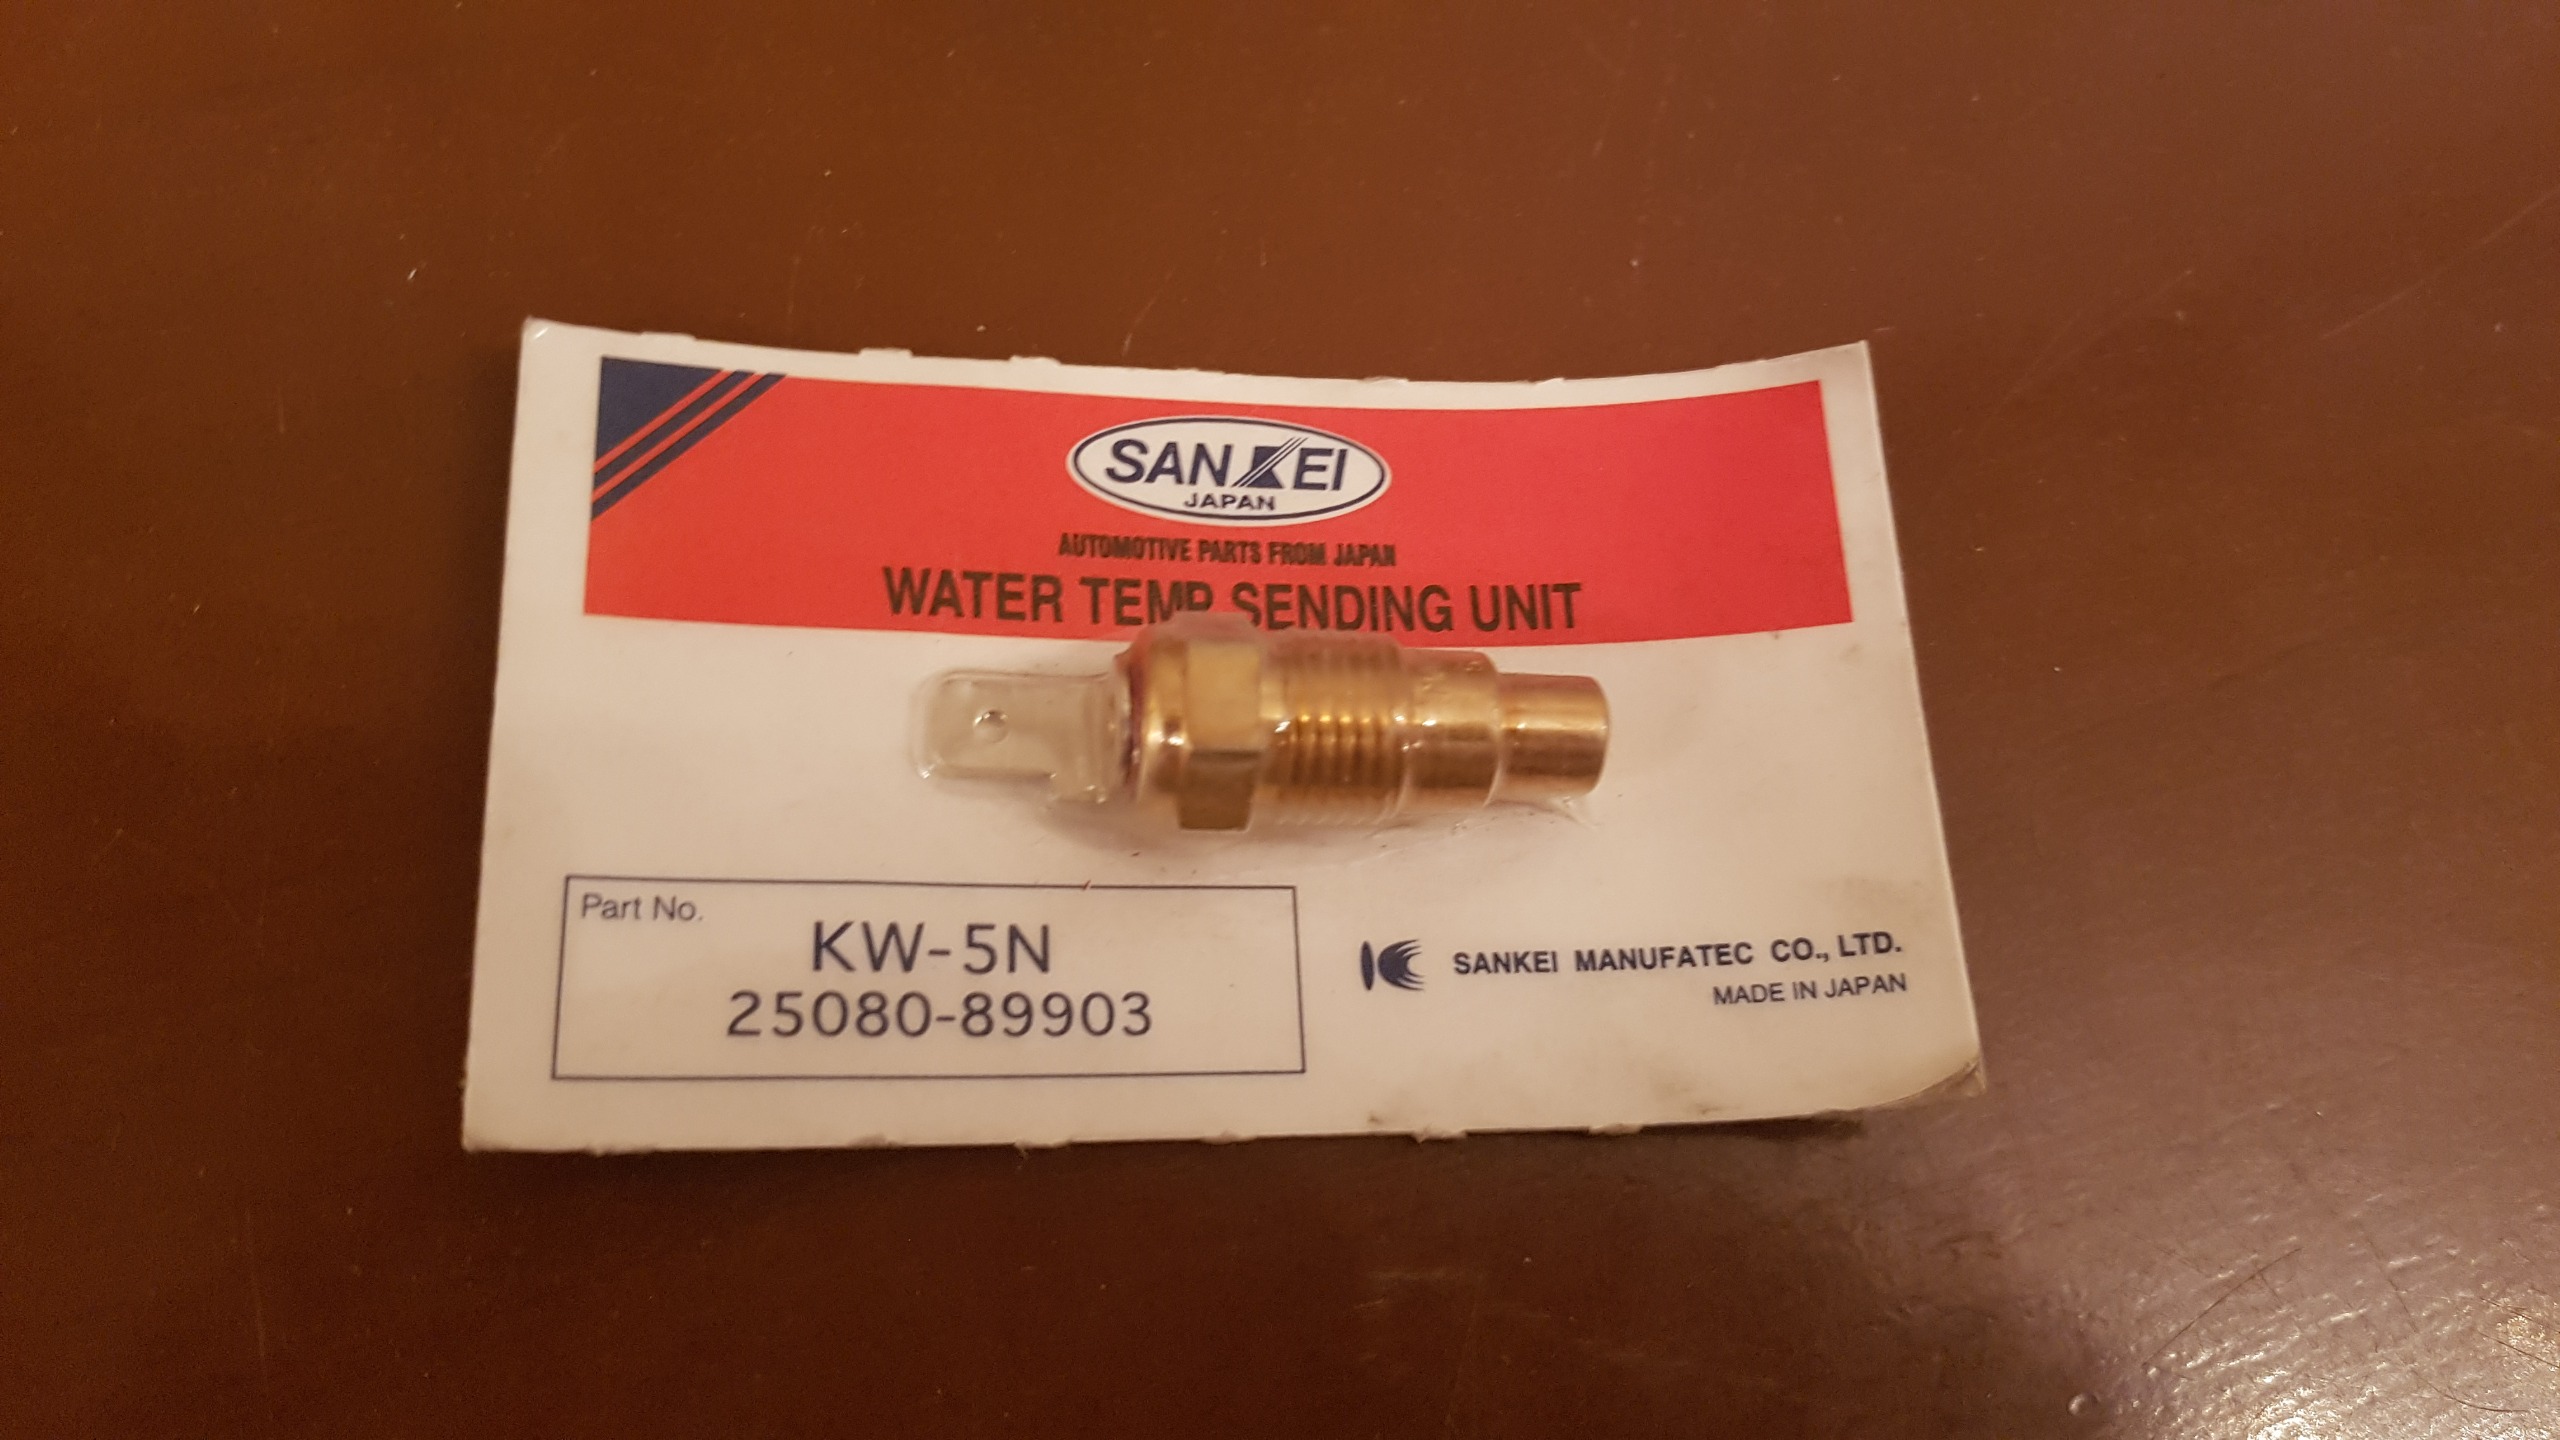 SANKEI
JAPAN
AUTOMOTIVE PARTS FROM JAPAN
WATER TEMP SENDING UNIT
Part No.
KW-5N
25080-89903
SANKEI MANUFATEC CO., LTD.
MADE IN JAPAN